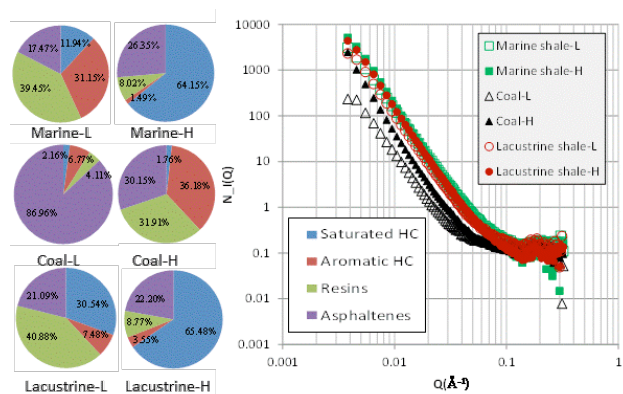 17.47%
11.94%
31.15%
39.45%
Marine-L
26.35%
8.02%
1.49%
64.15%
Marine-H
2.16%
6.77%
4.11%
86.96%
Coal-L
1.76%
30.15%
36.18%
31.91%
Coal-H
21.09%
30.54%
7.48%
40.88%
Lacustrine-L
22.20%
8.77%
3.55%
65.48%
Lacustrine-H
N_I(Q)
10000
1000
100
10
1
0.1
0.01
0.001
Marine shale-L
Marine shale-H
Coal-L
Coal-H
Lacustrine shale-L
Lacustrine shale-H
Saturated HC
Aromatic HC
Resins
Asphaltenes
0.001
0.01
0.1
1
Q(Å⁻¹)